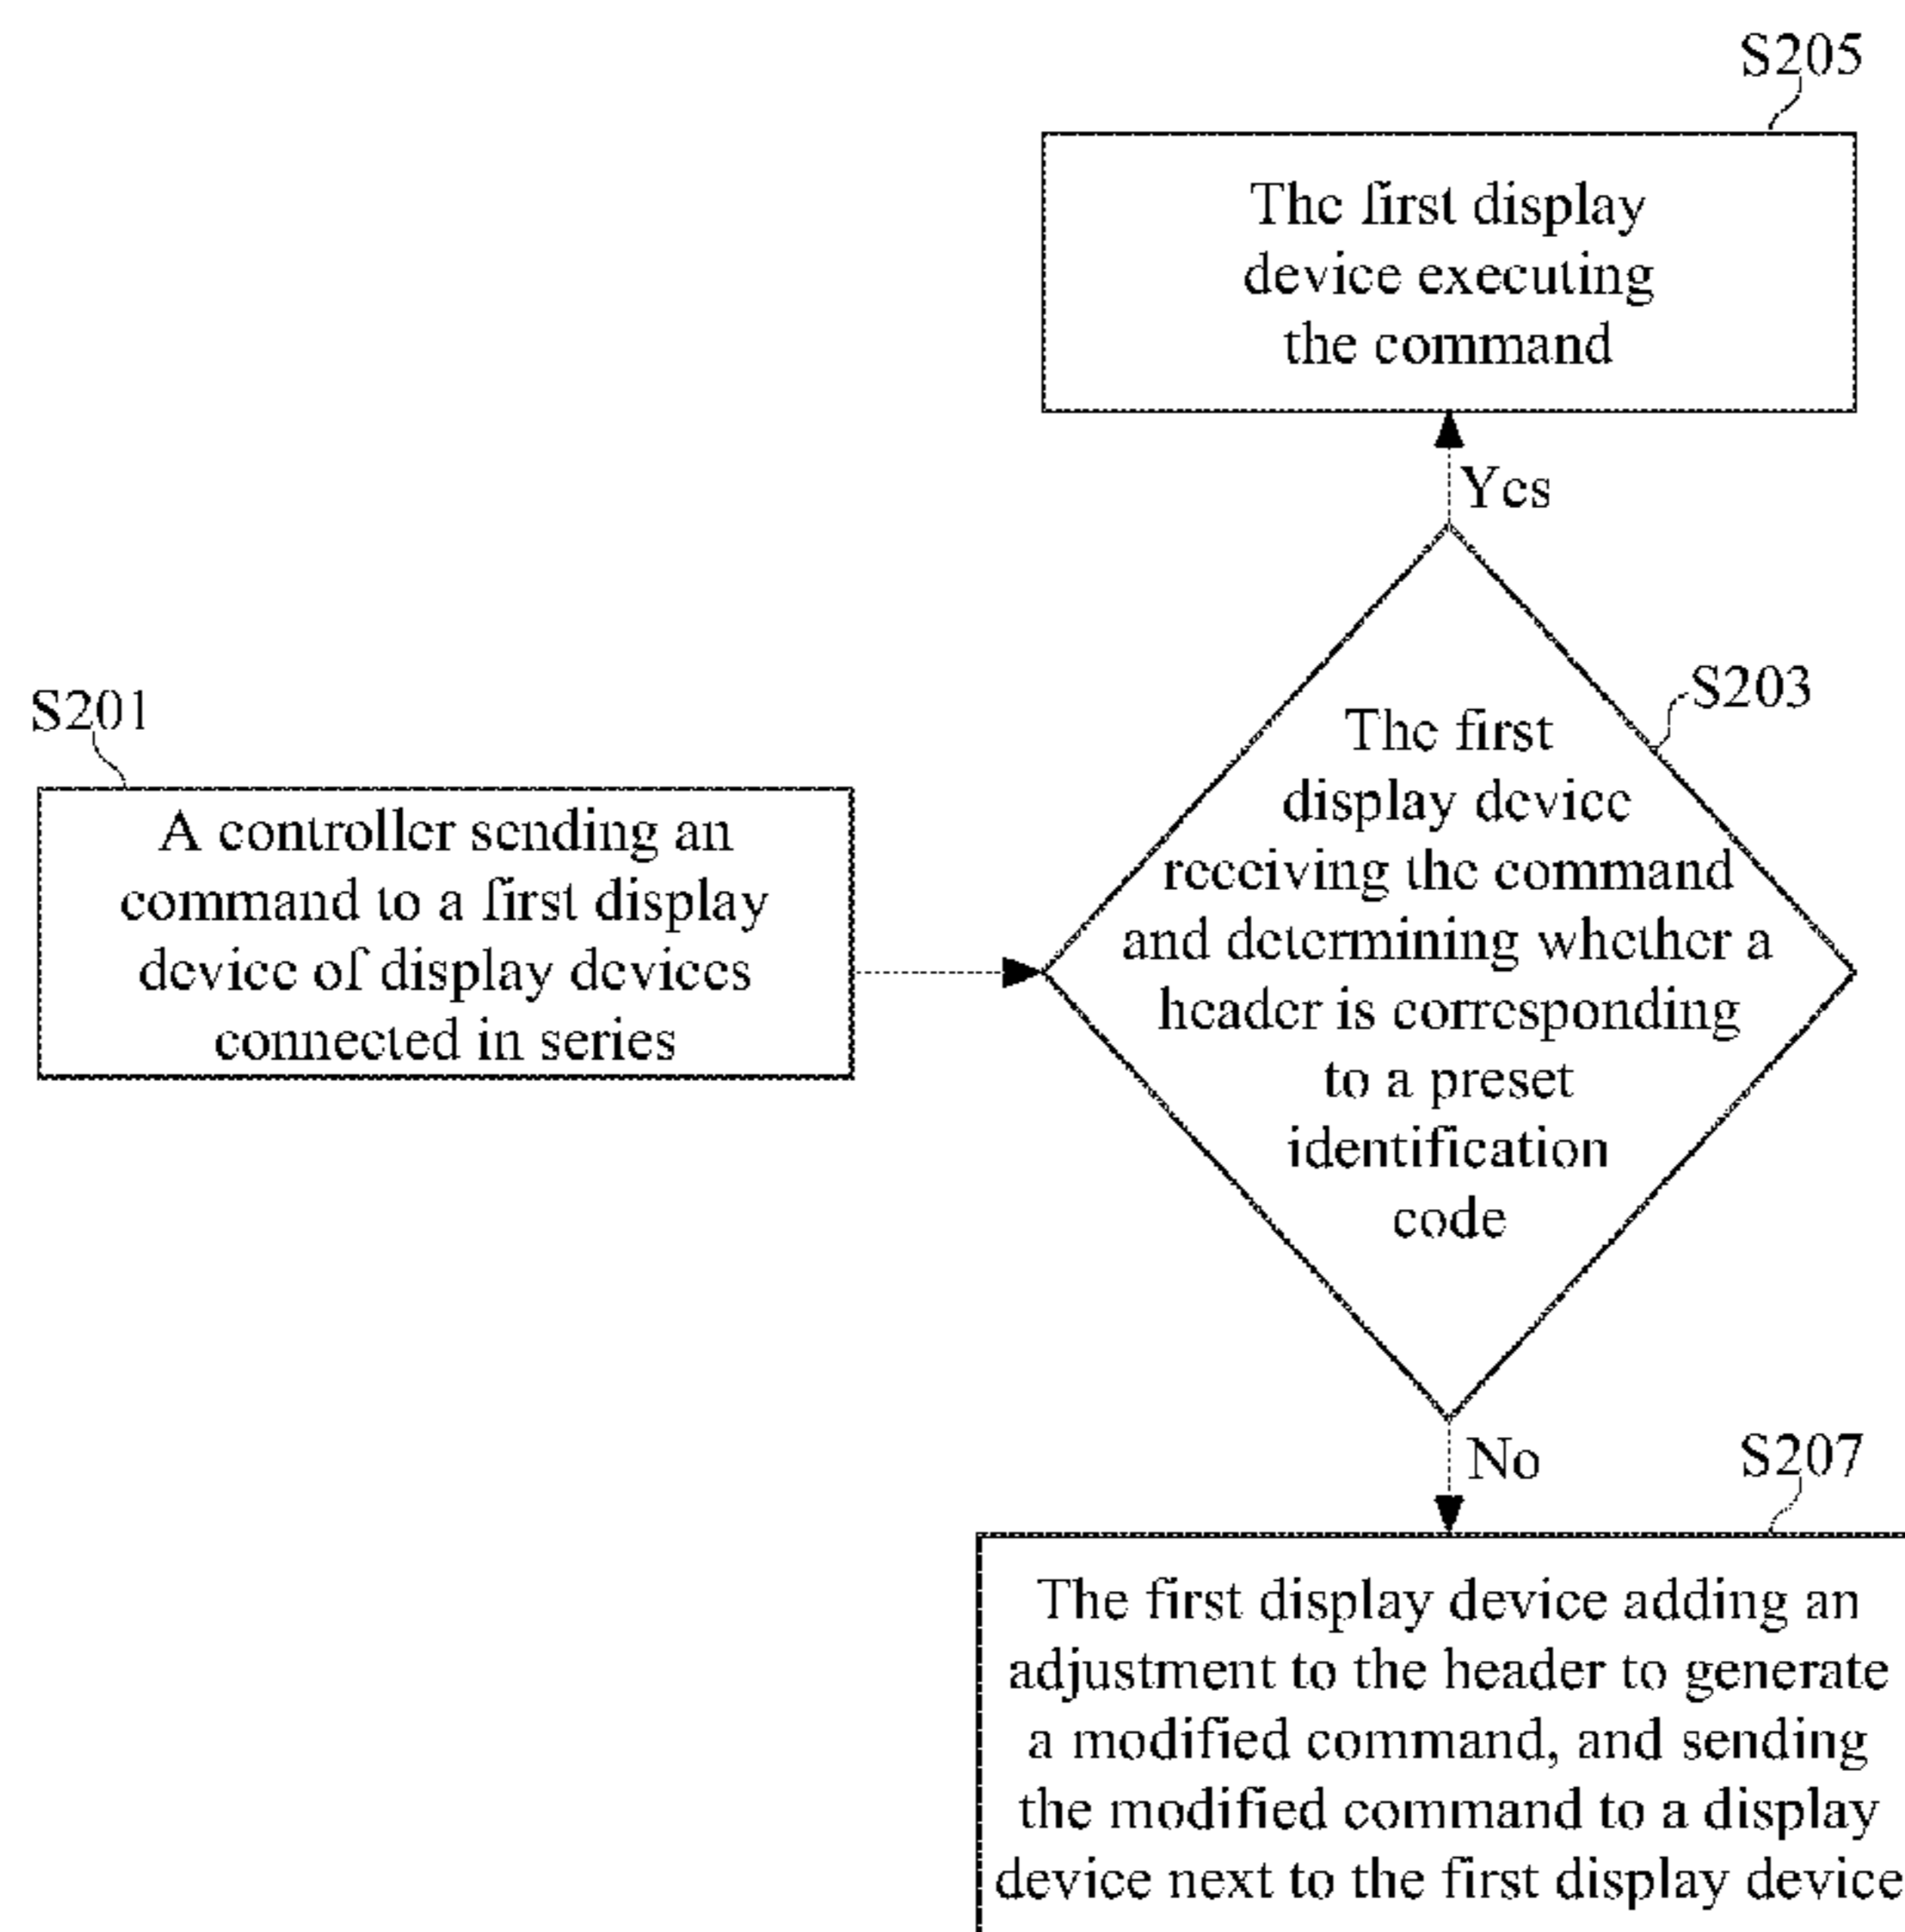 S205
The first display
device executing
the command
Yes
S203
The first
display device
receiving the command
and determining whether a
header is corresponding
to a preset
identification
code
S201
A controller sending an
command to a first display
device of display devices
connected in series
No
S207
The first display device adding an
adjustment to the header to generate
a modified command, and sending
the modified command to a display
device next to the first display device